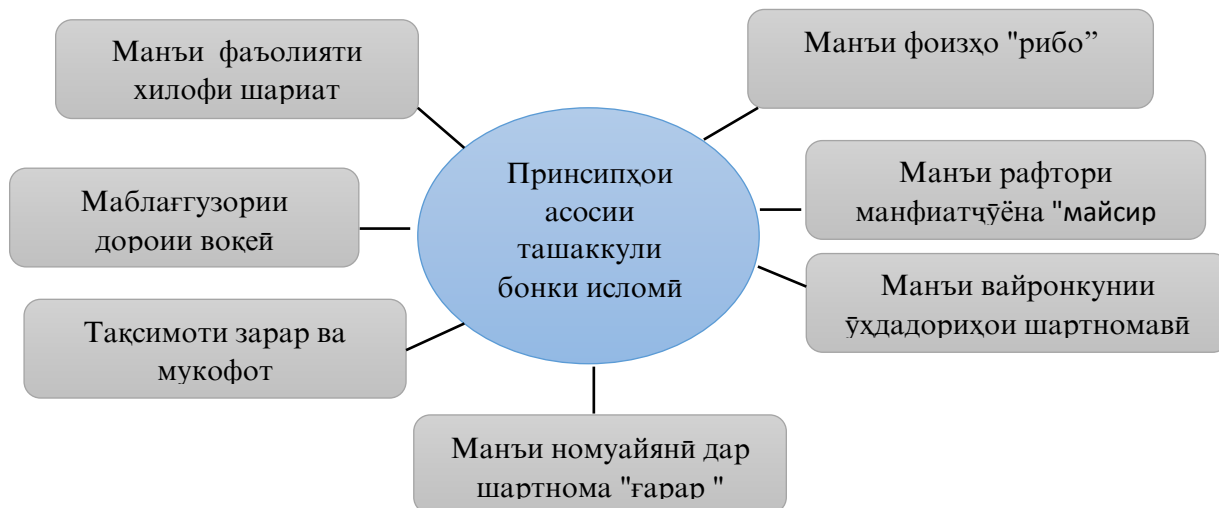 Манъи фаъолияти
хилофи шариат
Манъи фоизҳо "рибо”
Принсипҳои
асосии
ташаккули
бонки исломӣ
Маблағгузории
дороии воқеӣ
Манъи рафтори
манфиатҷӯёна "майсир
Тақсимоти зарар ва
мукофот
Манъи вайронкунии
ӯҳдадориҳои шартномавӣ
Манъи номуайянӣ дар
шартнома "ғарар "